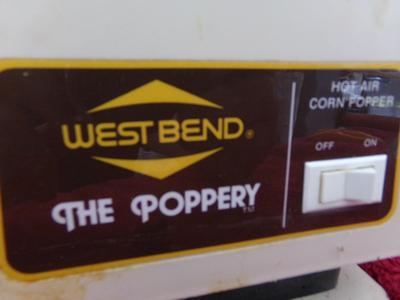 WEST BEND®
THE POPPERY™
HOT AIR
CORN POPPER
OFF ON